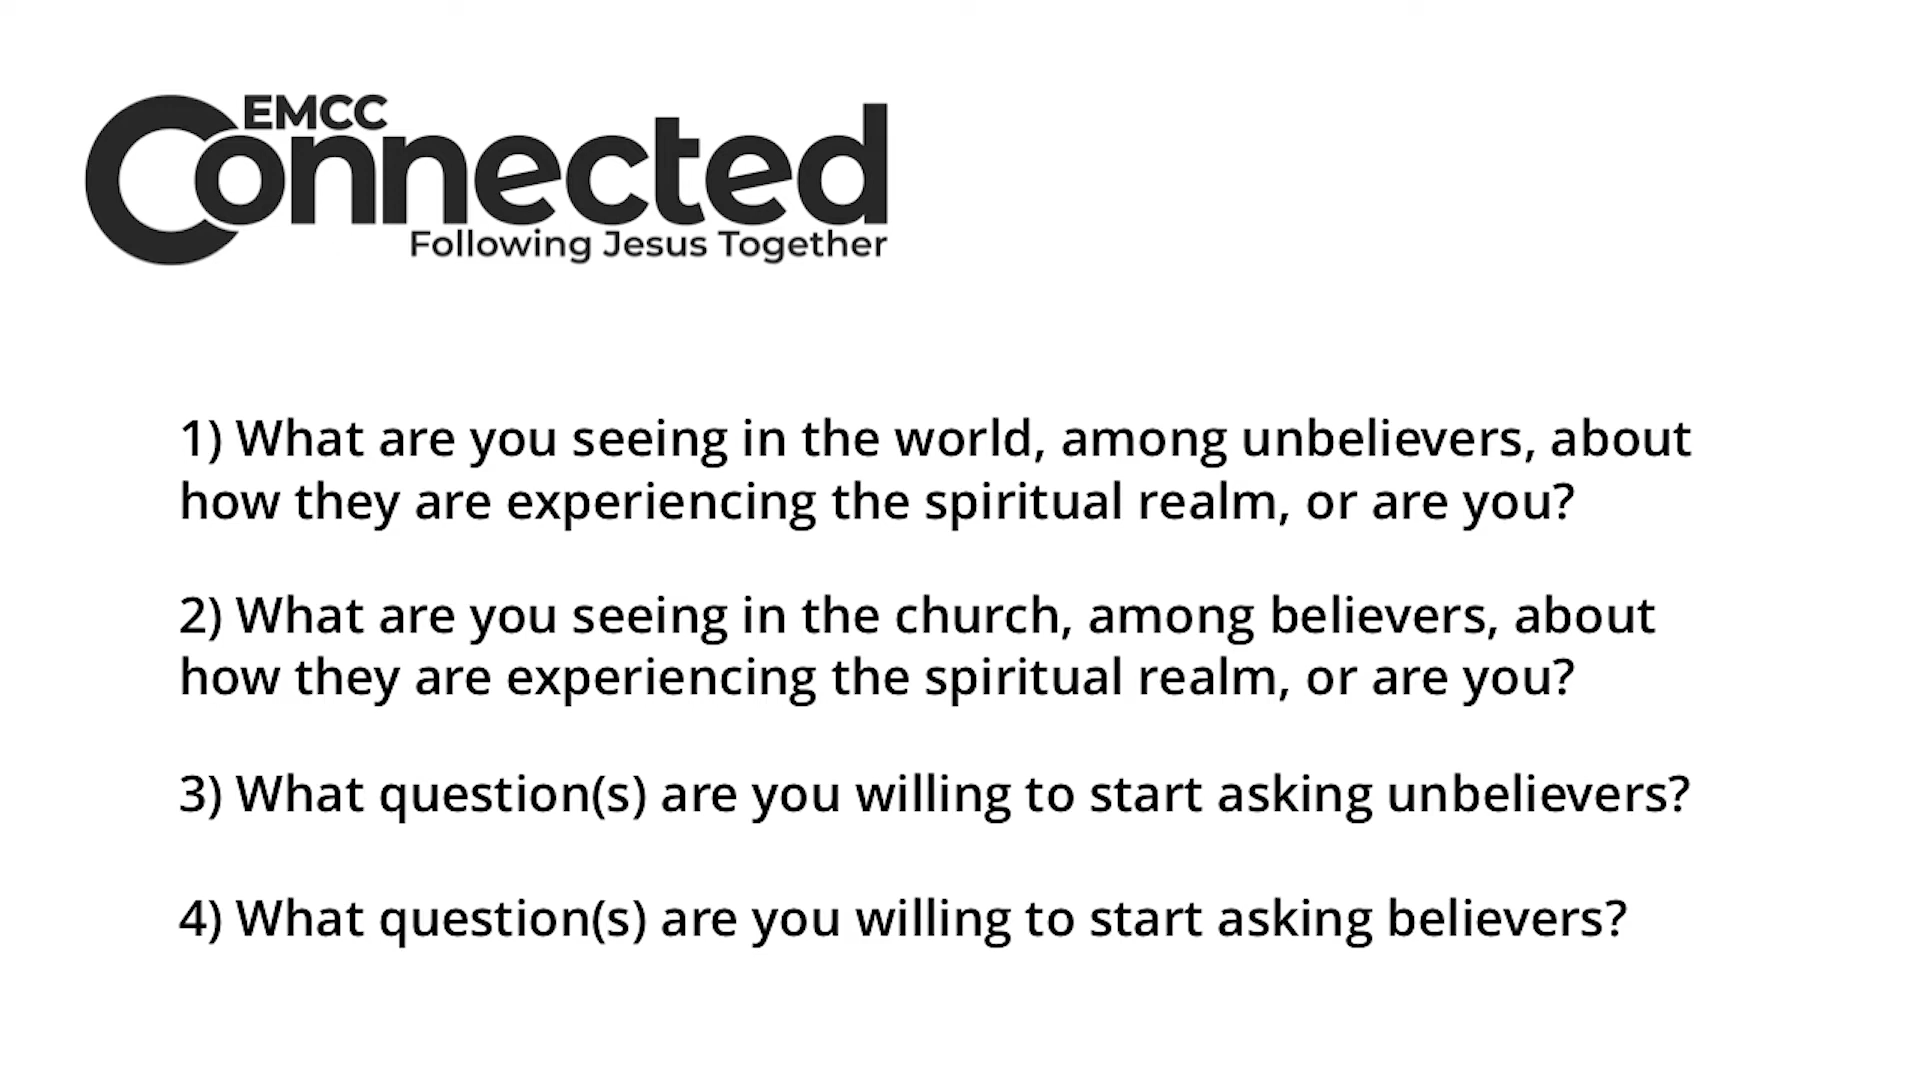 EMCC
Connected
Following Jesus Together
1) What are you seeing in the world, among unbelievers, about
how they are experiencing the spiritual realm, or are you?
2) What are you seeing in the church, among believers, about
how they are experiencing the spiritual realm, or are you?
3) What question(s) are you willing to start asking unbelievers?
4) What question(s) are you willing to start asking believers?